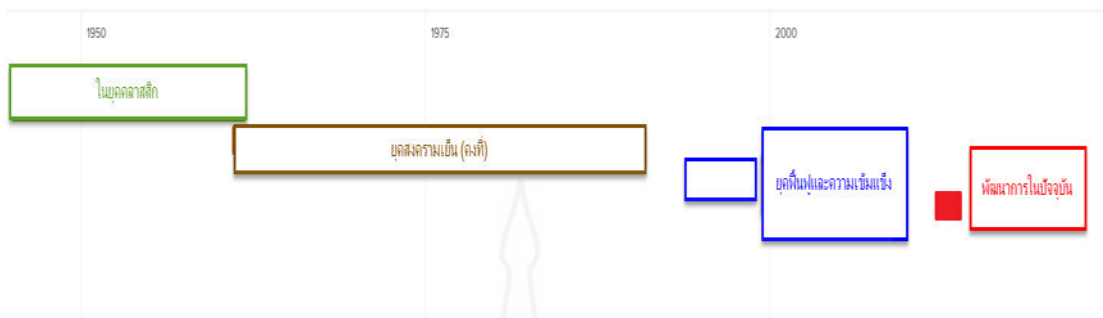 1950
1975
2000
ในยุคคลาสสิก
ยุคสงครามเย็น (คงที่)
ยุคฟื้นฟูและความเข้มแข็ง
พัฒนาการในปัจจุบัน